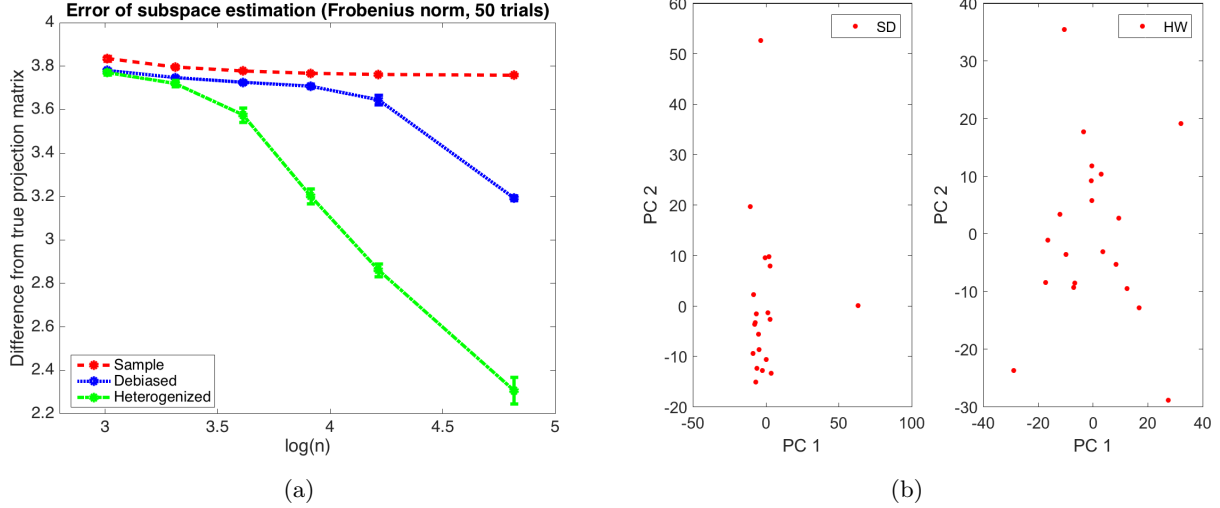 Error of subspace estimation (Frobenius norm, 50 trials)
Difference from true projection matrix
4
3.8
3.6
3.4
3.2
3
2.8
2.6
2.4
2.2
Sample
Debiased
Heterogenized
3
3.5
4
4.5
5
log(n)
(a)
SD
PC 2
60
50
40
30
20
10
0
-10
-20
-50
0
50
100
PC 1
HW
PC 2
40
30
20
10
0
-10
-20
-30
-40
-20
0
20
40
PC 1
(b)